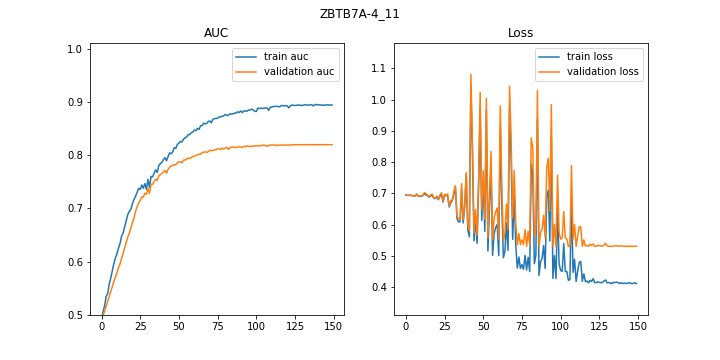 ZBTB7A-4_11
AUC
train auc
validation auc
1.0
0.9
0.8
0.7
0.6
0.5
0 25 50 75 100 125 150
Loss
train loss
validation loss
1.1
1.0
0.9
0.8
0.7
0.6
0.5
0.4
0 25 50 75 100 125 150